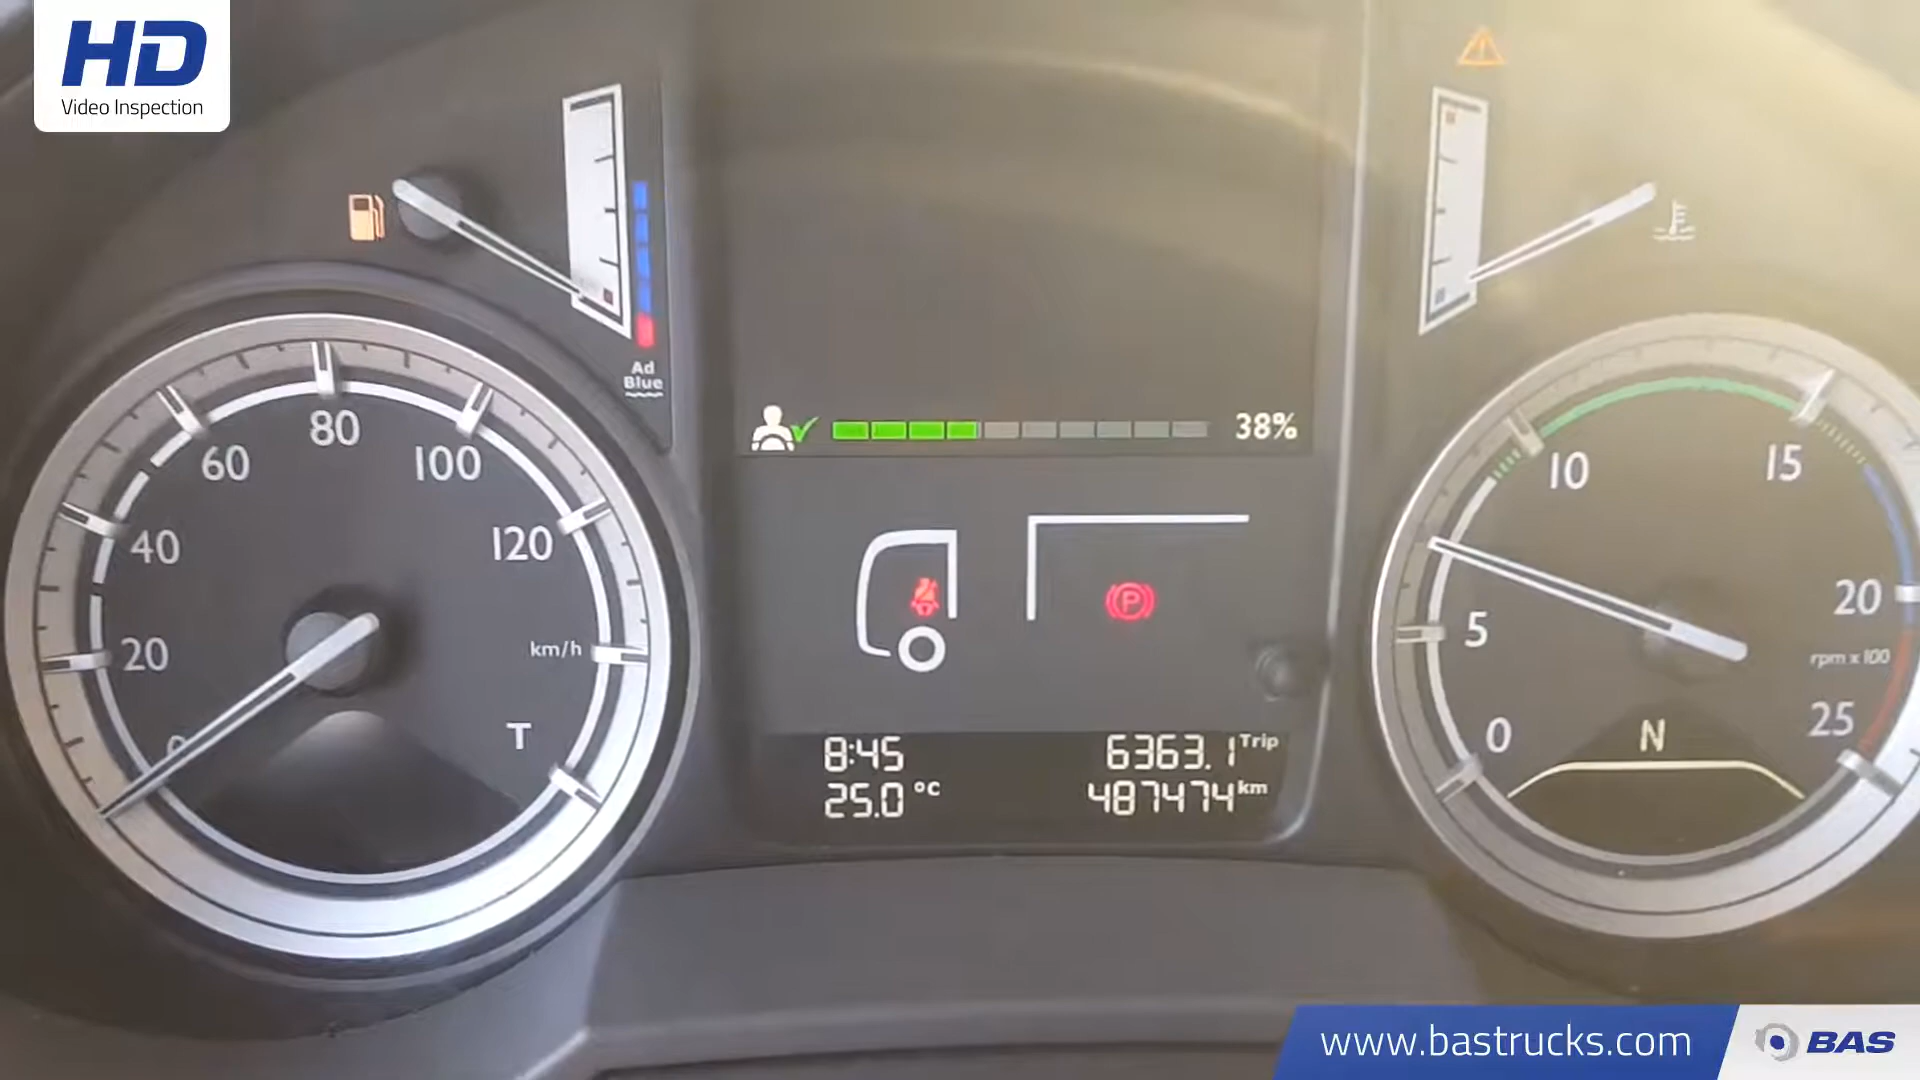 HD
Video Inspection
Ad
Blue
38%
0
20
40
60
80
100
120
km/h
T
P
8:45
6363.1 Trip
25.0 °C
487474 km
0
5
10
15
20
25
rpm x 100
N
www.bastrucks.com
BAS